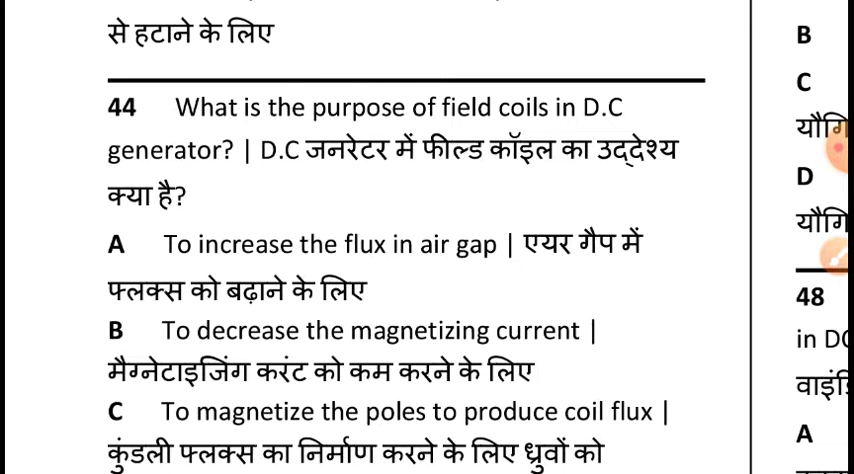 से हटाने के लिए
44 What is the purpose of field coils in D.C
generator? | D.C जनरेटर में फील्ड कॉइल का उद्देश्य
क्या है?
A To increase the flux in air gap | एयर गैप में
फ्लक्स को बढ़ाने के लिए
B To decrease the magnetizing current |
मैग्नेटाइजिंग करंट को कम करने के लिए
C To magnetize the poles to produce coil flux |
कुंडली फ्लक्स का निर्माण करने के लिए ध्रुवों को
B
C
D
48
in
A